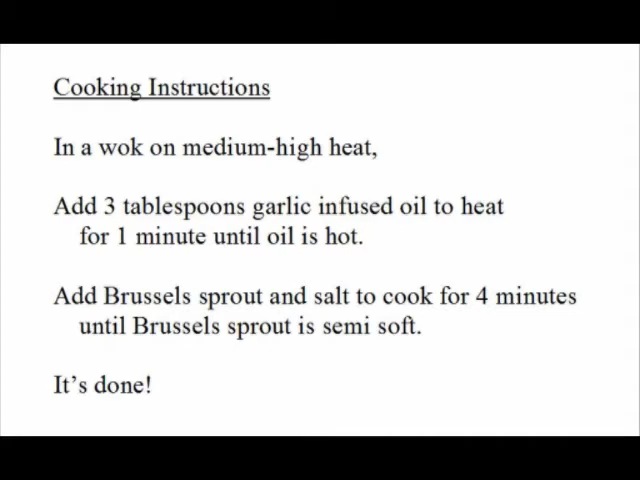 Cooking Instructions
In a wok on medium-high heat,
Add 3 tablespoons garlic infused oil to heat
for 1 minute until oil is hot.
Add Brussels sprout and salt to cook for 4 minutes
until Brussels sprout is semi soft.
It’s done!